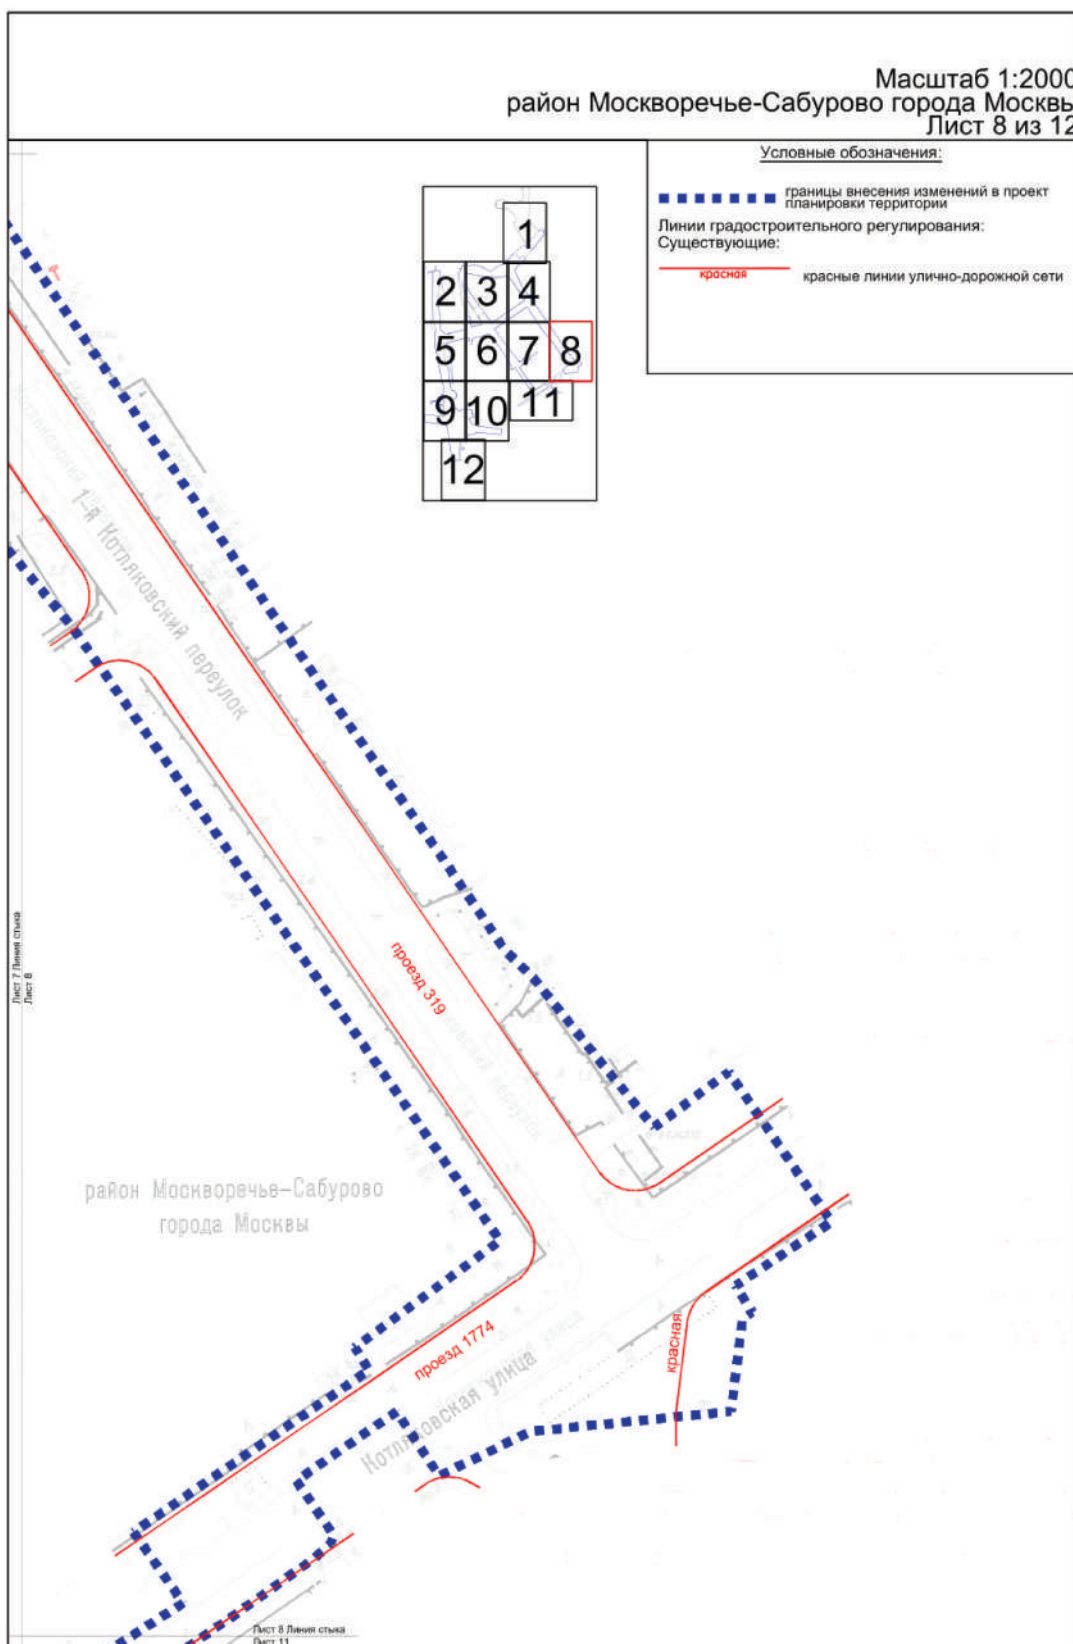 Масштаб 1:2000
район Москворечье-Сабурово города Москвы
Лист 8 из 12
Условные обозначения:
границы внесения изменений в проект
планировки территории
Линии градостроительного регулирования:
Существующие:
красная
красные линии улично-дорожной сети
1
2 3 4
5 6 7 8
9 10 11
12
1-й Котляковский переулок
проезд 319
Лист 7 Линия стыка
Лист 8
район Москворечье-Сабурово
города Москвы
проезд 1774
Котляковская улица
красная
Лист 8 Линия стыка
Лист 11